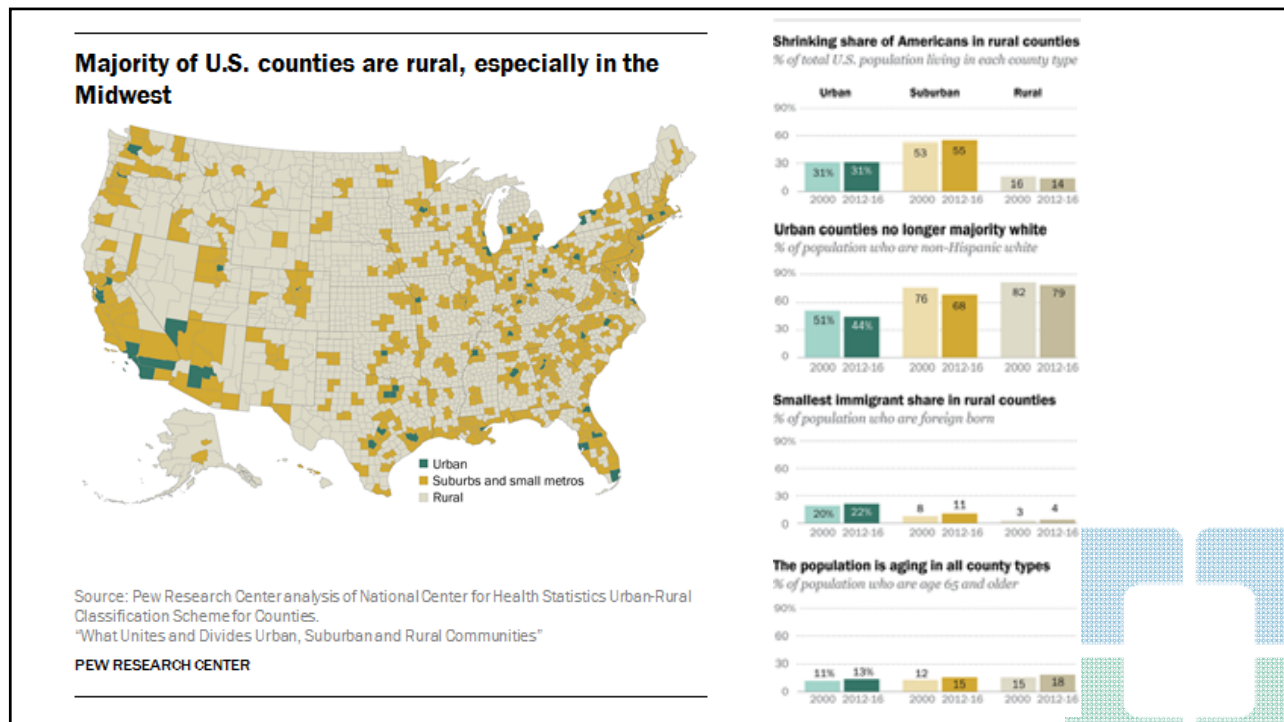 Majority of U.S. counties are rural, especially in the
Midwest
Urban
Suburbs and small metros
Rural
Source: Pew Research Center analysis of National Center for Health Statistics Urban-Rural
Classification Scheme for Counties.
"What Unites and Divides Urban, Suburban and Rural Communities"
PEW RESEARCH CENTER
Shrinking share of Americans in rural counties
% of total U.S. population living in each county type
Urban Suburban Rural
90%
60
30
0
31% 31% 53 55 16 14
2000 2012-16 2000 2012-16 2000 2012-16
Urban counties no longer majority white
% of population who are non-Hispanic white
90%
60
30
0
51% 44% 76 68 82 79
2000 2012-16 2000 2012-16 2000 2012-16
Smallest immigrant share in rural counties
% of population who are foreign born
90%
60
30
0
20% 22% 8 11 3 4
2000 2012-16 2000 2012-16 2000 2012-16
The population is aging in all county types
% of population who are age 65 and older
90%
60
30
0
11% 13% 12 15 15 18
2000 2012-16 2000 2012-16 2000 2012-16